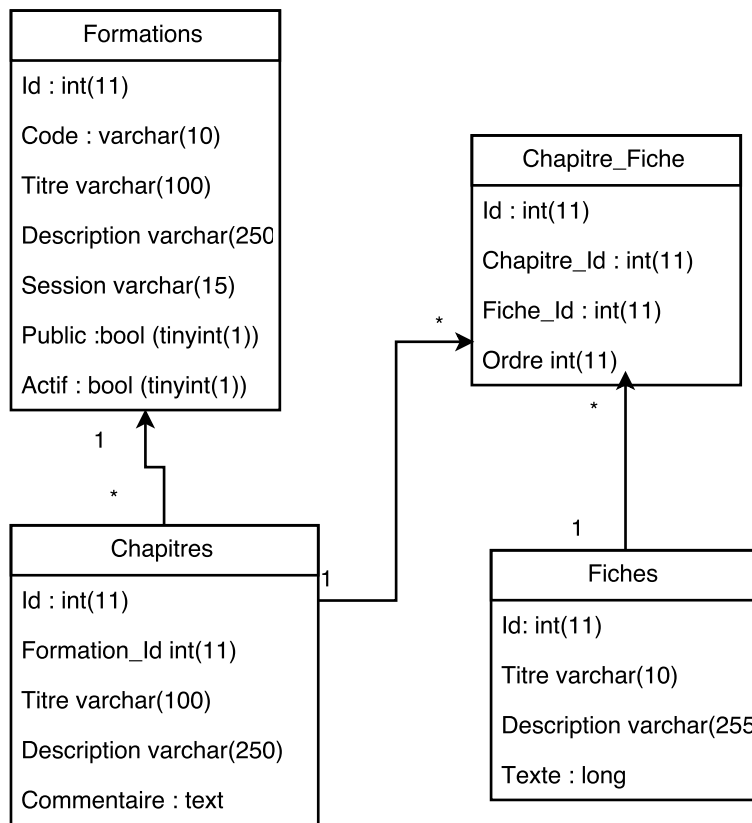 Formations
Id : int(11)
Code : varchar(10)
Titre varchar(100)
Description varchar(250
Session varchar(15)
Public :bool (tinyint(1))
Actif : bool (tinyint(1))
1
*
Chapitres
Id : int(11)
Formation_Id int(11)
Titre varchar(100)
Description varchar(250)
Commentaire : text
1
*
Chapitre_Fiche
Id : int(11)
Chapitre_Id : int(11)
Fiche_Id : int(11)
Ordre int(11)
*
1
Fiches
Id: int(11)
Titre varchar(10)
Description varchar(255
Texte : long